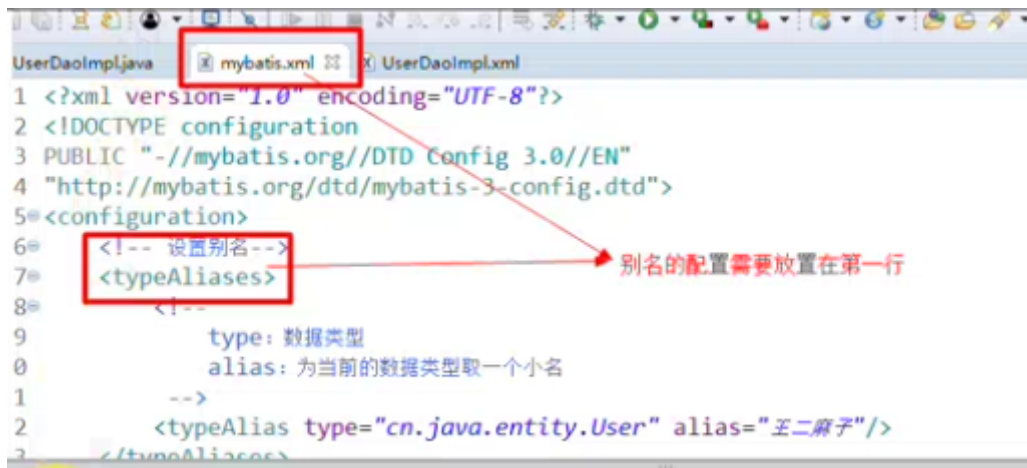 UserDaoImpl.java mybatis.xml UserDaoImpl.xml
1 <?xml version="1.0" encoding="UTF-8"?>
2 <!DOCTYPE configuration
3 PUBLIC "-//mybatis.org//DTD Config 3.0//EN"
4 "http://mybatis.org/dtd/mybatis-3-config.dtd">
5 <configuration>
6 <!-- 设置别名-->
别名的配置需要放置在第一行
7 <typeAliases>
8 <!--
9 type：数据类型
0 alias：为当前的数据类型取一个小名
1 -->
2 <typeAlias type="cn.java.entity.User" alias="王二麻子"/>
3 </typeAliases>